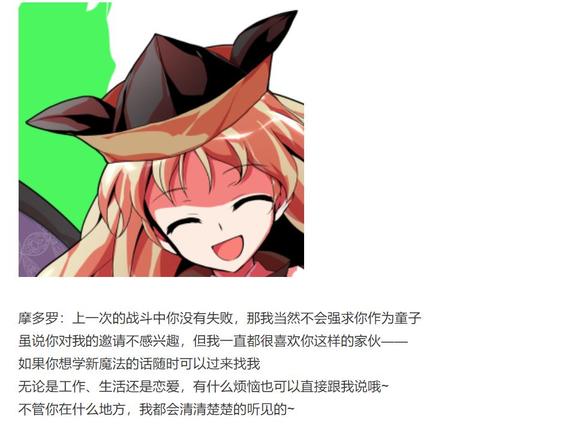 摩多罗：上一次的战斗中你没有失败，那我当然不会强求你作为童子
虽说你对我的邀请不感兴趣，但我一直都很喜欢你这样的家伙——
如果你想学新魔法的话随时可以过来找我
无论是工作、生活还是恋爱，有什么烦恼也可以直接跟我说哦~
不管你在什么地方，我都会清清楚楚的听见的~